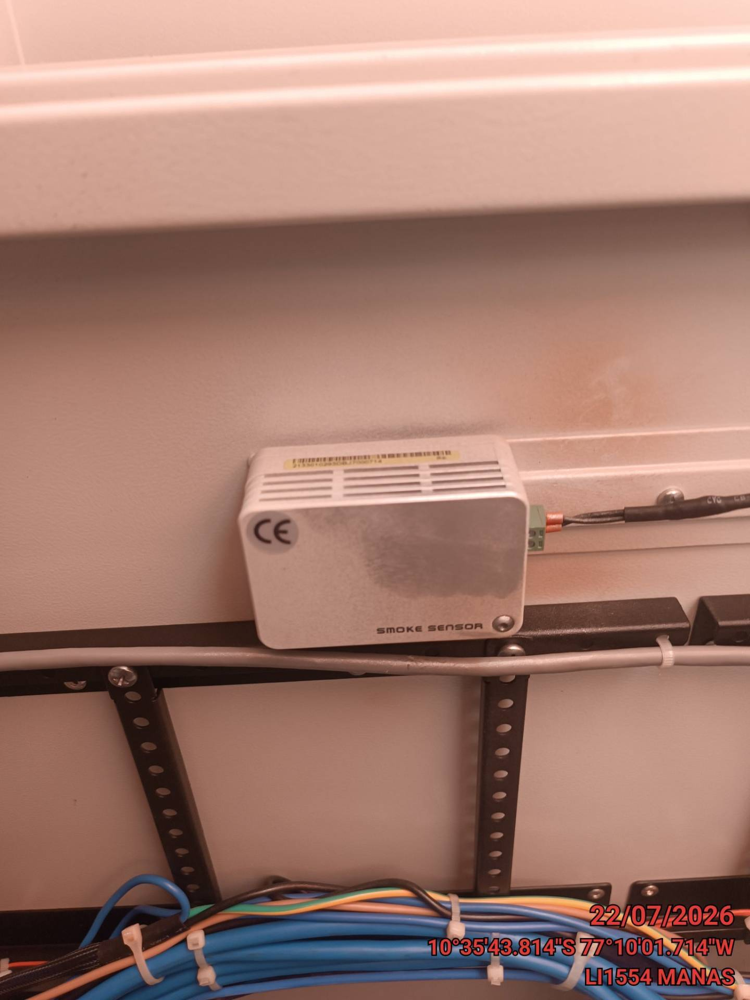 CE
SMOKE SENSOR
22/07/2026
10°35'43.814"S 77°10'01.714"W
LI1554 MANAS